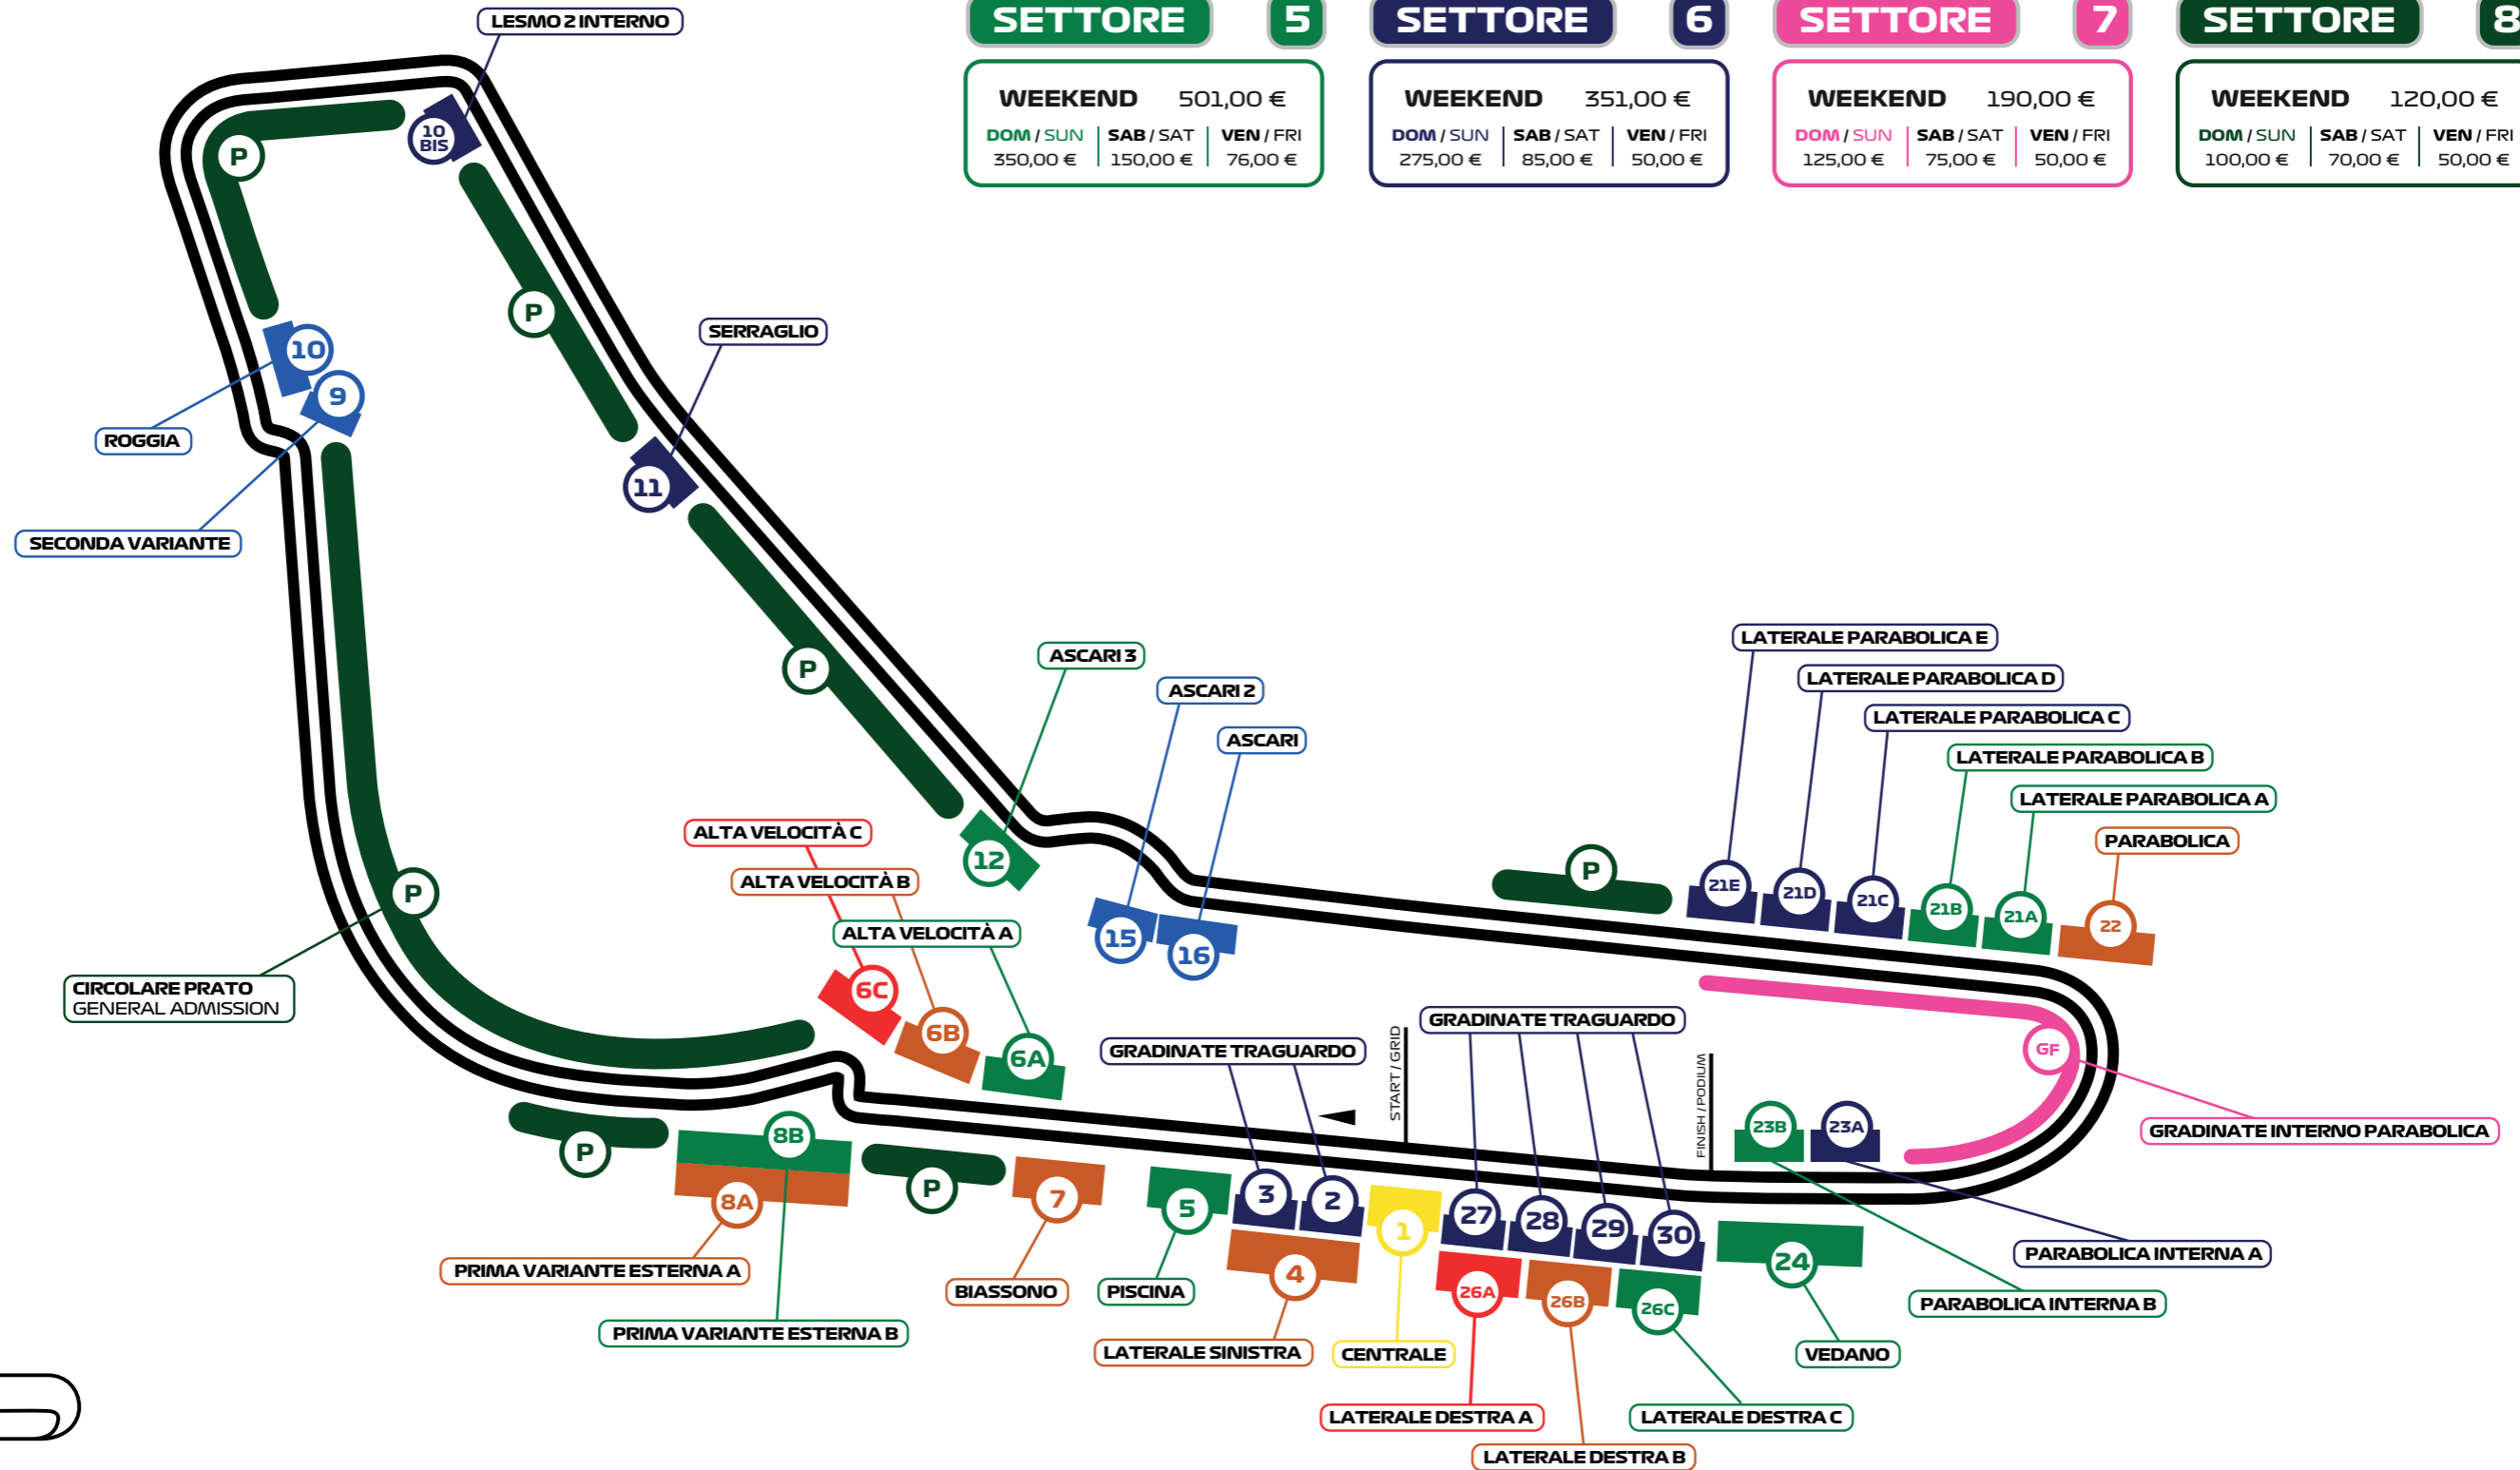 LESMO 2 INTERNO
SETTORE 5
SETTORE 6
SETTORE 7
SETTORE 8
WEEKEND 501,00 €
DOM / SUN SAB / SAT VEN / FRI
350,00 € 150,00 € 76,00 €
WEEKEND 351,00 €
DOM / SUN SAB / SAT VEN / FRI
275,00 € 85,00 € 50,00 €
WEEKEND 190,00 €
DOM / SUN SAB / SAT VEN / FRI
125,00 € 75,00 € 50,00 €
WEEKEND 120,00 €
DOM / SUN SAB / SAT VEN / FRI
100,00 € 70,00 € 50,00 €
10
BIS
P
P
SERRAGLIO
10
9
ROGGIA
11
SECONDA VARIANTE
P
ASCARI 3
ASCARI 2
ASCARI
LATERALE PARABOLICA E
LATERALE PARABOLICA D
LATERALE PARABOLICA C
LATERALE PARABOLICA B
LATERALE PARABOLICA A
PARABOLICA
ALTA VELOCITÀ C
ALTA VELOCITÀ B
ALTA VELOCITÀ A
12
P
21E
21D
21C
21B
21A
22
P
15
16
CIRCOLARE PRATO
GENERAL ADMISSION
6C
6B
6A
GRADINATE TRAGUARDO
START / GRID
GRADINATE TRAGUARDO
FINISH / PODIUM
GF
23B
23A
GRADINATE INTERNO PARABOLICA
P
8B
8A
P
7
5
3
2
1
27
28
29
30
24
4
26A
26B
26C
PARABOLICA INTERNA A
PARABOLICA INTERNA B
PRIMA VARIANTE ESTERNA A
BIASSONO
PISCINA
PRIMA VARIANTE ESTERNA B
LATERALE SINISTRA
CENTRALE
VEDANO
LATERALE DESTRA A
LATERALE DESTRA C
LATERALE DESTRA B